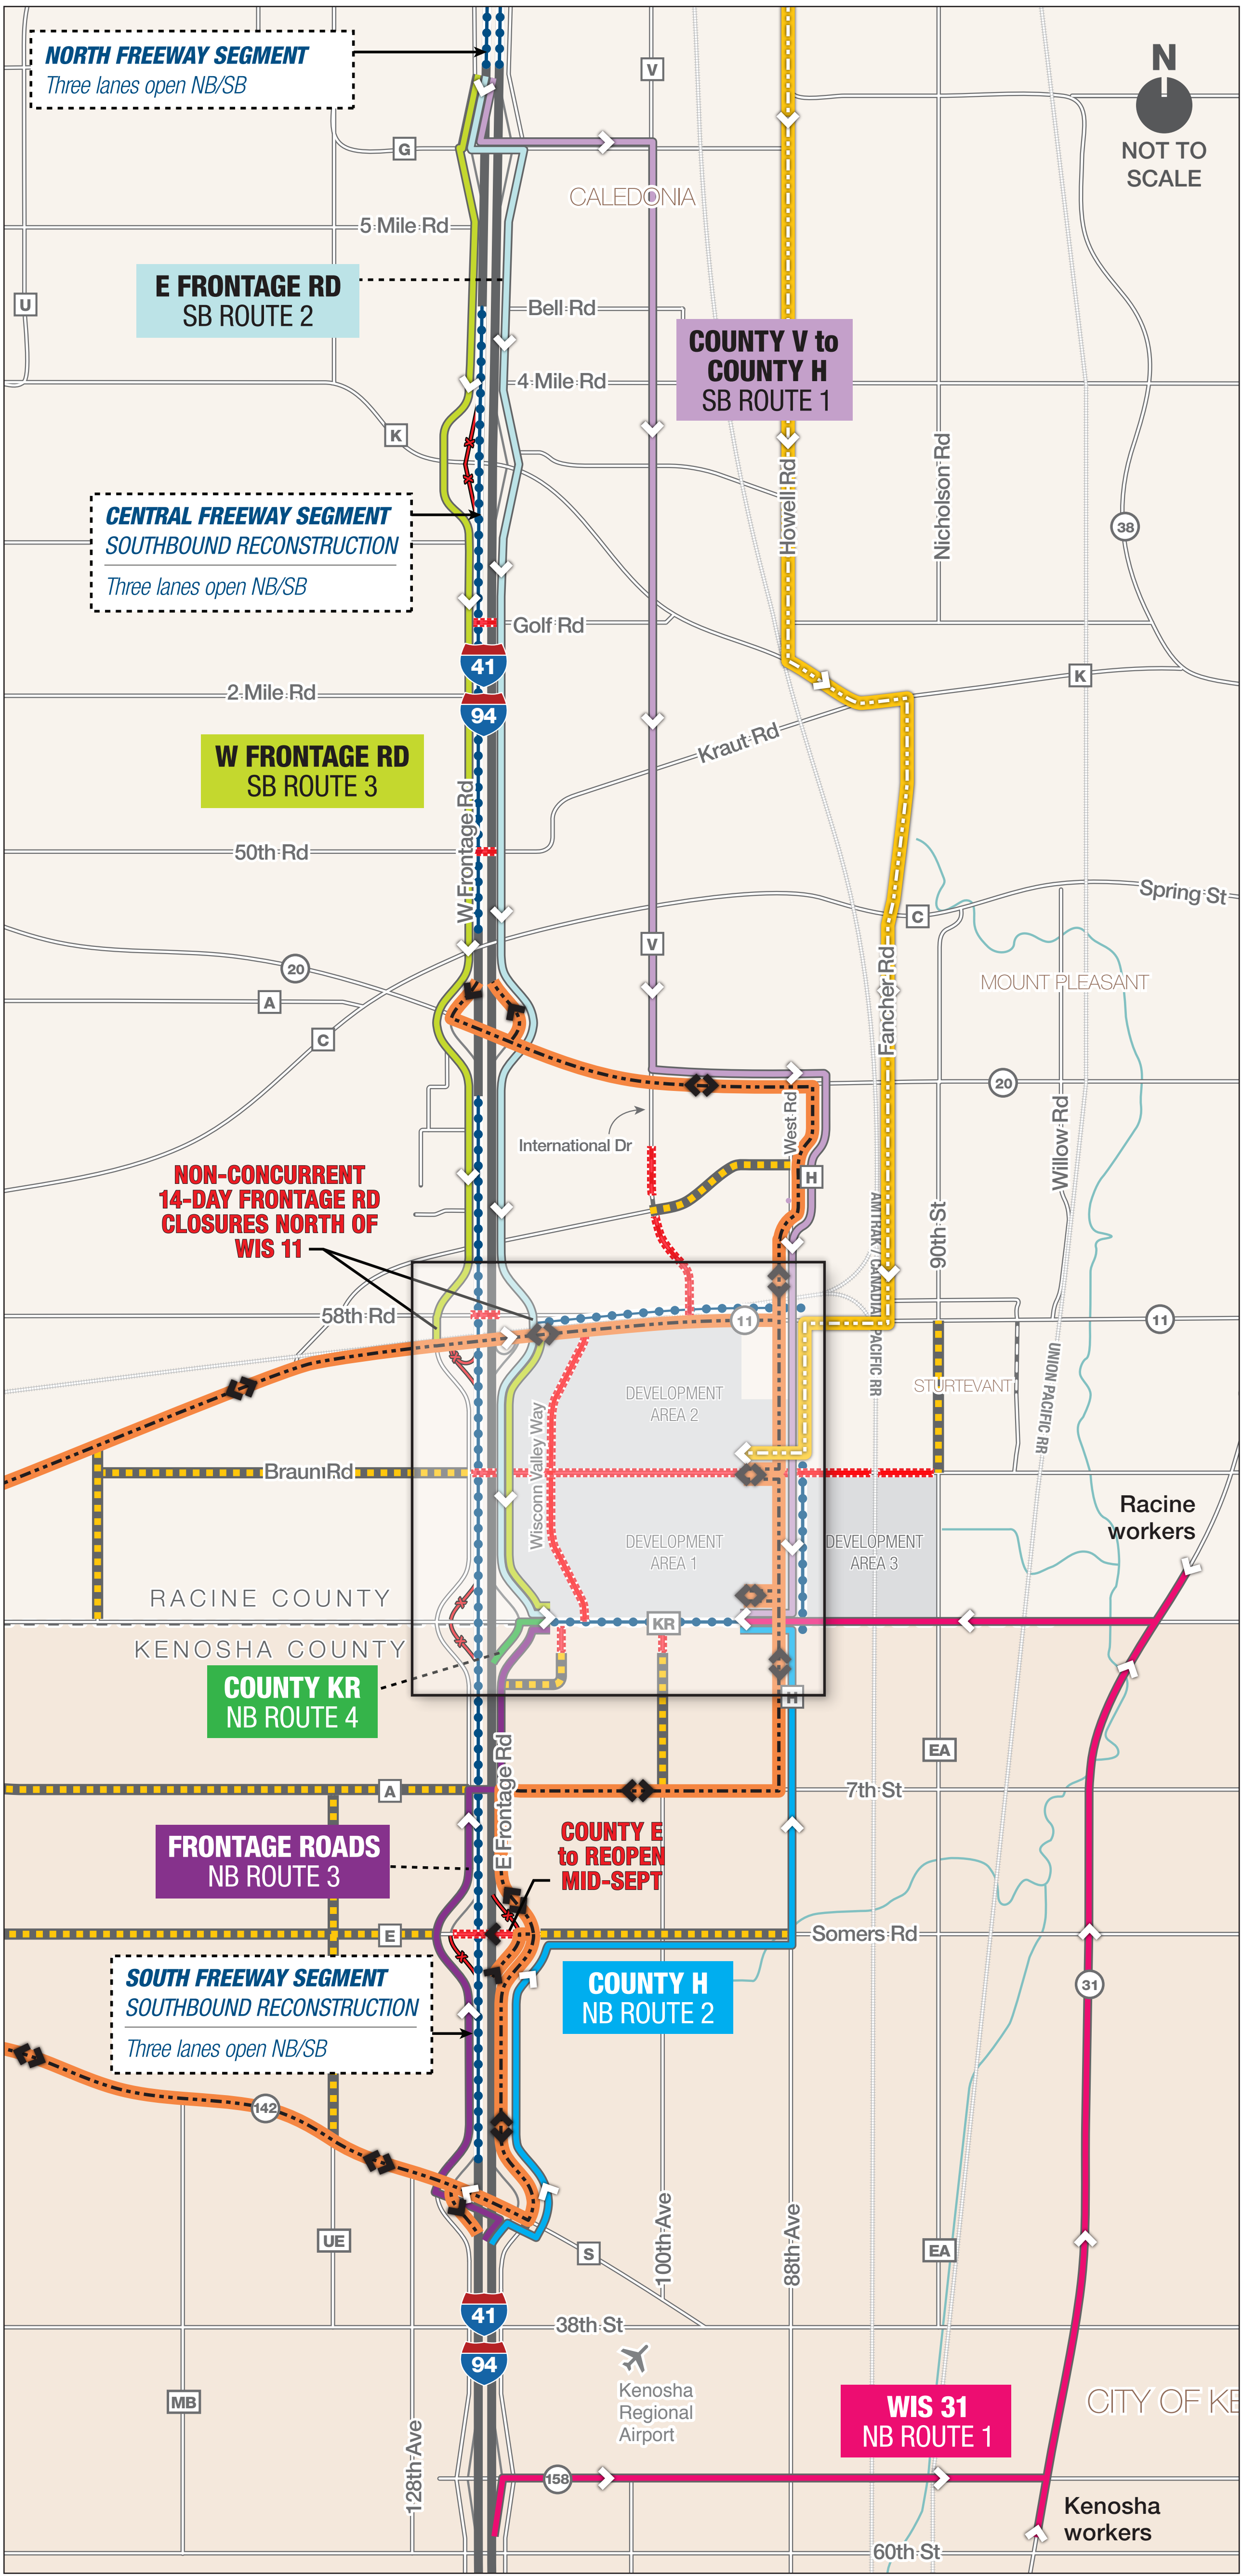 NORTH FREEWAY SEGMENT
Three lanes open NB/SB
V
N
NOT TO
SCALE
G
CALEDONIA
5 Mile Rd
E FRONTAGE RD
SB ROUTE 2
U
Bell Rd
COUNTY V to
COUNTY H
SB ROUTE 1
4 Mile Rd
K
Howell Rd
Nicholson Rd
38
CENTRAL FREEWAY SEGMENT
SOUTHBOUND RECONSTRUCTION
Three lanes open NB/SB
Golf Rd
41
K
2 Mile Rd
94
Kraut Rd
W FRONTAGE RD
SB ROUTE 3
W Frontage Rd
50th Rd
Spring St
C
V
20
Fancher Rd
MOUNT PLEASANT
A
C
20
West Rd
Willow Rd
International Dr
NON-CONCURRENT
14-DAY FRONTAGE RD
CLOSURES NORTH OF
WIS 11
H
AMTRAK / CANADIAN PACIFIC RR
90th St
58th Rd
11
11
UNION PACIFIC RR
DEVELOPMENT
AREA 2
STURTEVANT
Wisconn Valley Way
Braun Rd
Racine
workers
DEVELOPMENT
AREA 1
DEVELOPMENT
AREA 3
RACINE COUNTY
KR
KENOSHA COUNTY
COUNTY KR
NB ROUTE 4
H
EA
E Frontage Rd
A
7th St
FRONTAGE ROADS
NB ROUTE 3
COUNTY E
to REOPEN
MID-SEPT
E
Somers Rd
SOUTH FREEWAY SEGMENT
SOUTHBOUND RECONSTRUCTION
Three lanes open NB/SB
COUNTY H
NB ROUTE 2
31
142
UE
S
100th Ave
88th Ave
EA
41
38th St
94
Kenosha
Regional
Airport
MB
WIS 31
NB ROUTE 1
CITY OF KE
128th Ave
158
Kenosha
workers
60th St